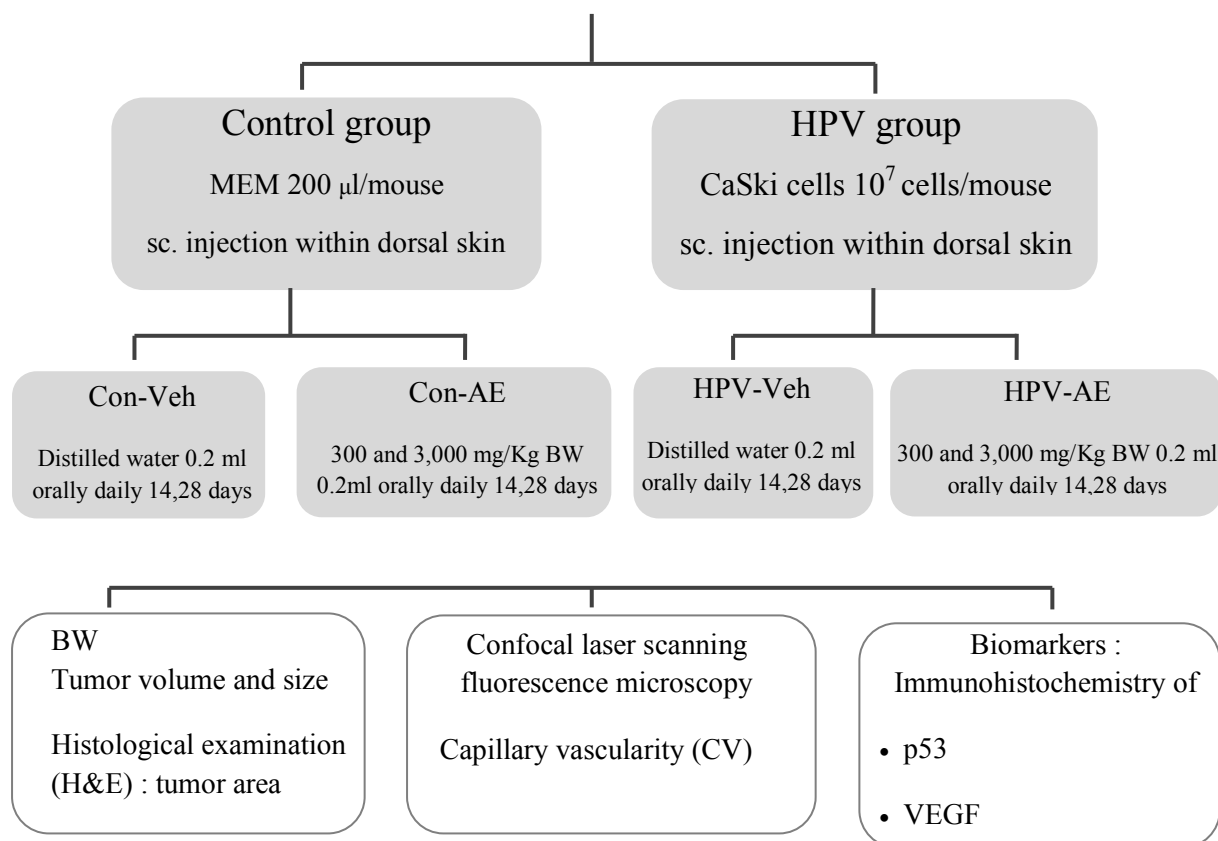 Control group
MEM 200 μl/mouse
sc. injection within dorsal skin
HPV group
CaSki cells 10⁷ cells/mouse
sc. injection within dorsal skin
Con-Veh
Distilled water 0.2 ml
orally daily 14,28 days
Con-AE
300 and 3,000 mg/Kg BW
0.2ml orally daily 14,28 days
HPV-Veh
Distilled water 0.2 ml
orally daily 14,28 days
HPV-AE
300 and 3,000 mg/Kg BW 0.2 ml
orally daily 14,28 days
BW
Tumor volume and size
Histological examination
(H&E) : tumor area
Confocal laser scanning
fluorescence microscopy
Capillary vascularity (CV)
Biomarkers :
Immunohistochemistry of
• p53
• VEGF